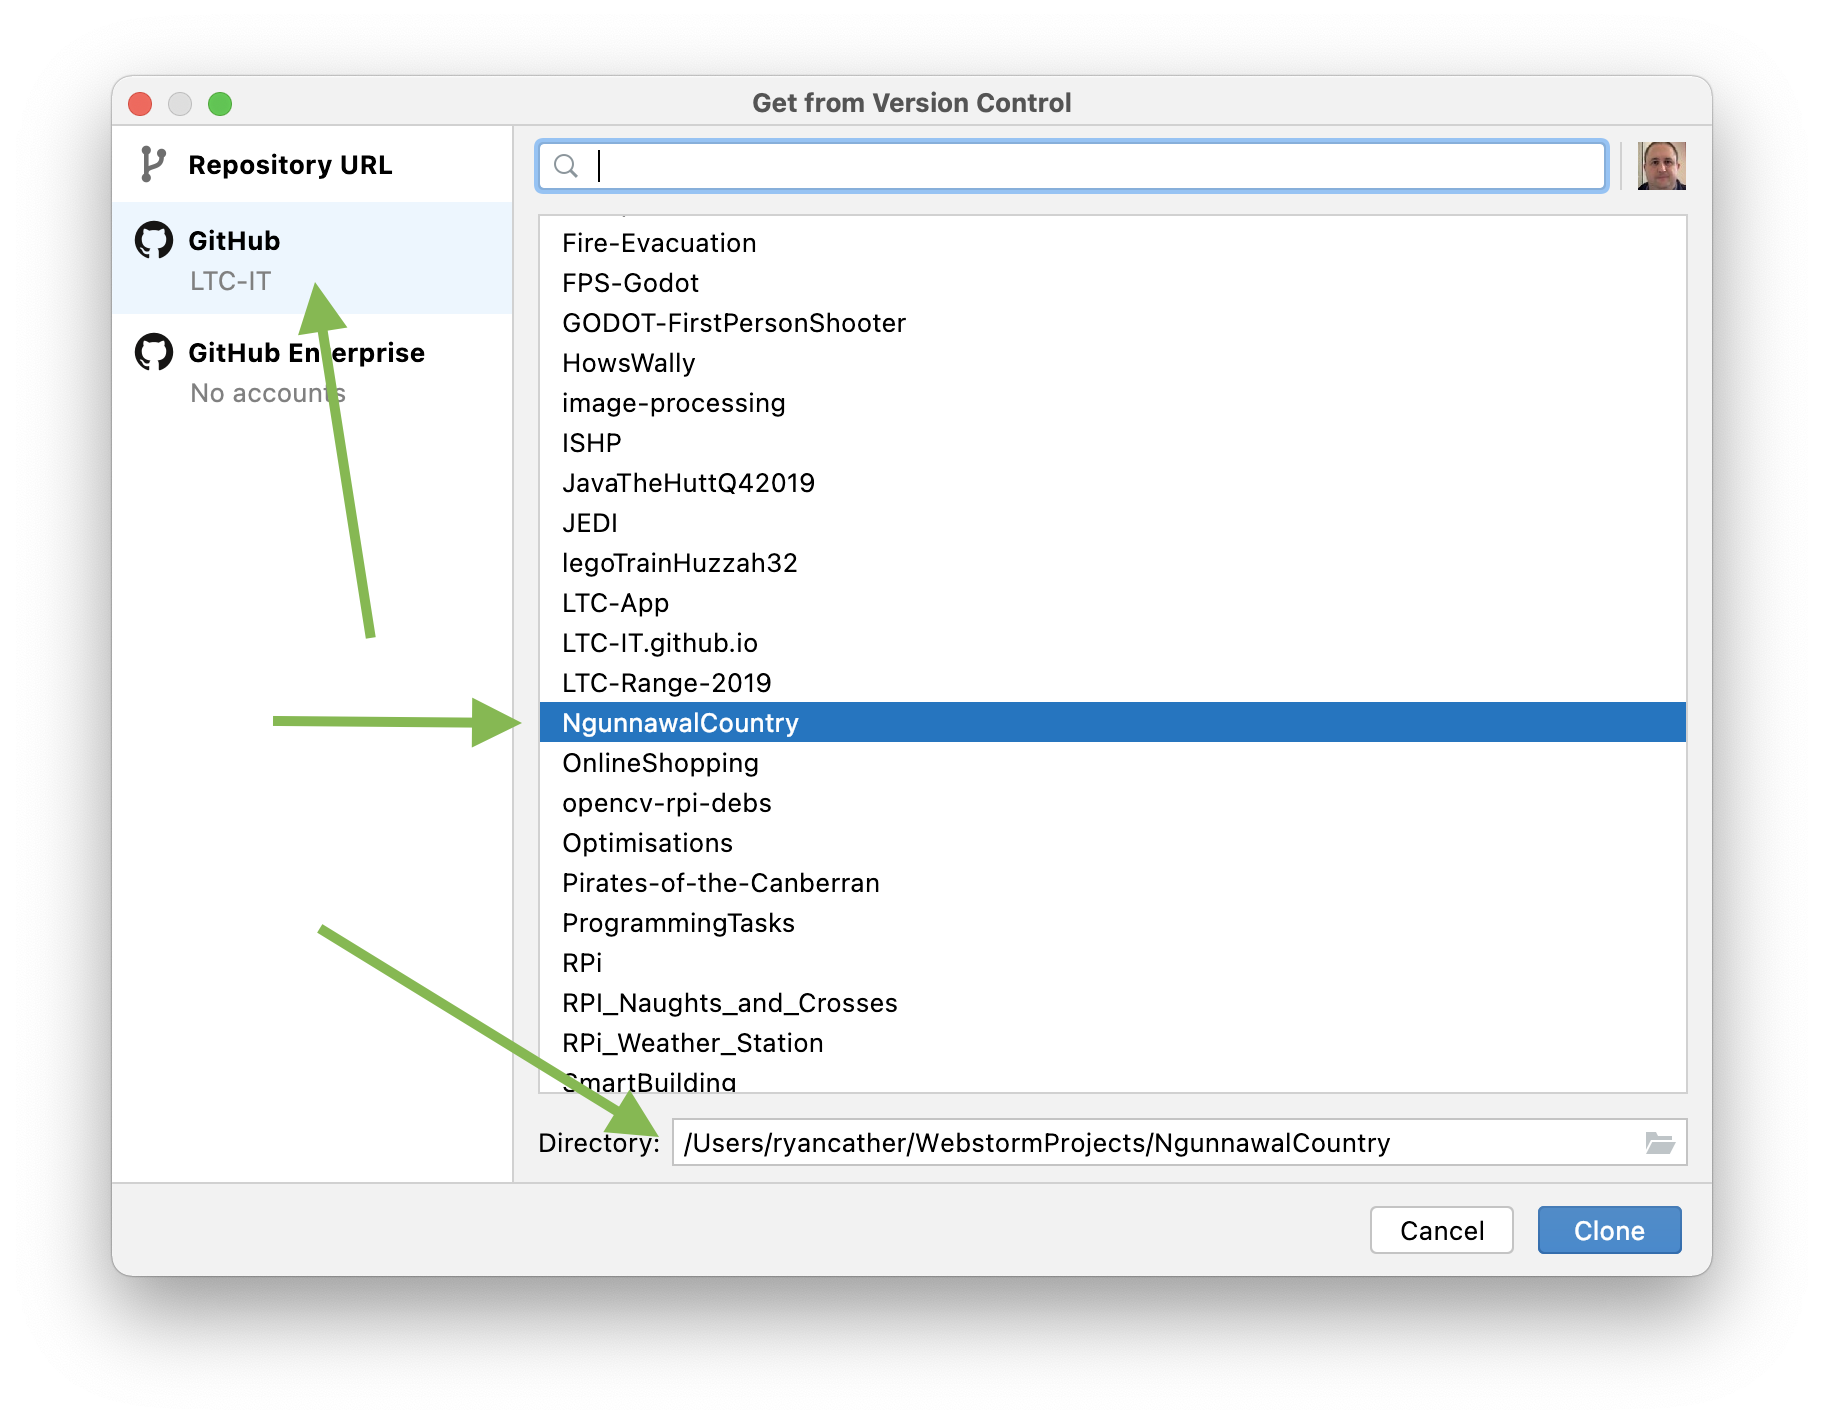 Get from Version Control
Repository URL
GitHub
LTC-IT
GitHub Enterprise
No accounts
Fire-Evacuation
FPS-Godot
GODOT-FirstPersonShooter
HowsWally
image-processing
ISHP
JavaTheHuttQ42019
JEDI
legoTrainHuzzah32
LTC-App
LTC-IT.github.io
LTC-Range-2019
NgunnawalCountry
OnlineShopping
opencv-rpi-debs
Optimisations
Pirates-of-the-Canberran
ProgrammingTasks
RPi
RPI_Naughts_and_Crosses
RPi_Weather_Station
SmartBuilding
Directory: /Users/ryancather/WebstormProjects/NgunnawalCountry
Cancel Clone